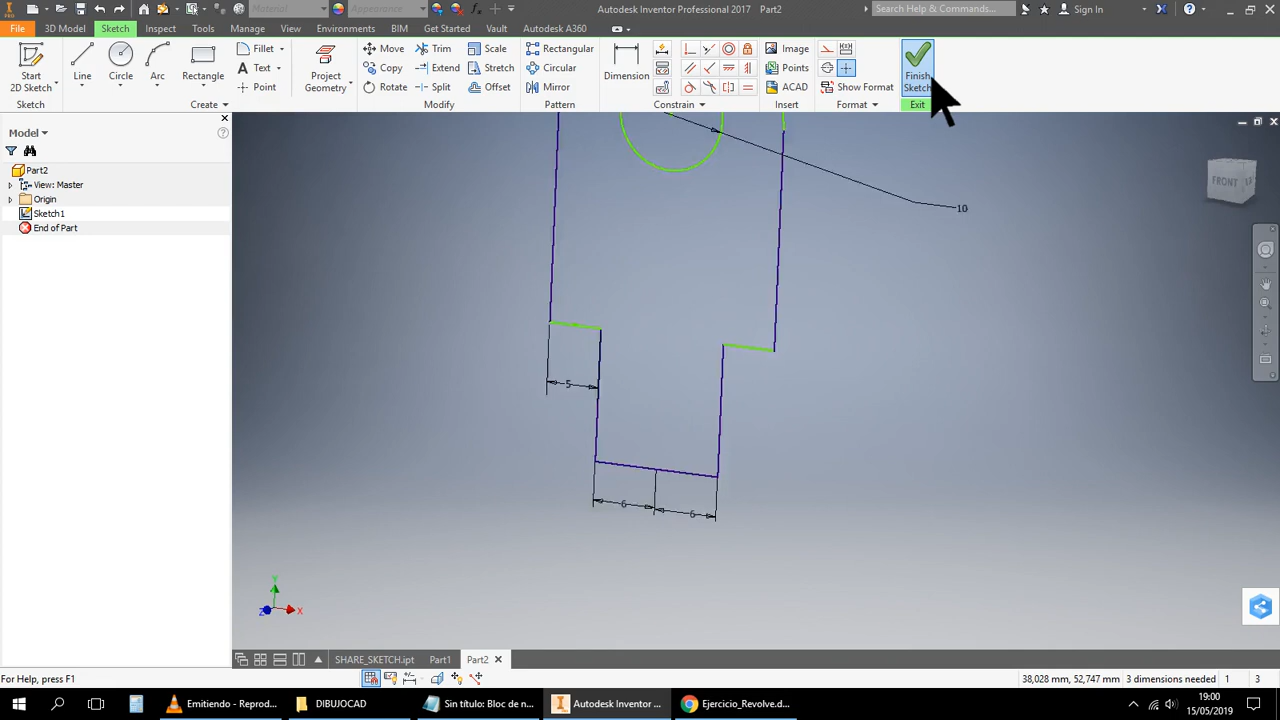 PRO
Material
Appearance
Autodesk Inventor Professional 2017 Part2
Search Help & Commands...
Sign In
File 3D Model Sketch Inspect Tools Manage View Environments BIM Get Started Vault Autodesk A360
Start 2D Sketch
Line
Circle
Arc
Rectangle
Fillet
Text
Point
Project Geometry
Move
Copy
Rotate
Trim
Extend
Split
Scale
Stretch
Offset
Rectangular
Circular
Mirror
Dimension
Image
Points
ACAD
Show Format
Finish Sketch
Sketch Create Modify Pattern Constrain Insert Format Exit
Model
Part2
View: Master
Origin
Sketch1
End of Part
FRONT
10
5
6 6
Y
Z X
SHARE_SKETCH.ipt Part1 Part2
For Help, press F1
38,028 mm, 52,747 mm 3 dimensions needed 1 3
Emitiendo - Reprod...
DIBUJOCAD
Sin título: Bloc de n...
Autodesk Inventor ...
Ejercicio_Revolve.d...
19:00
15/05/2019